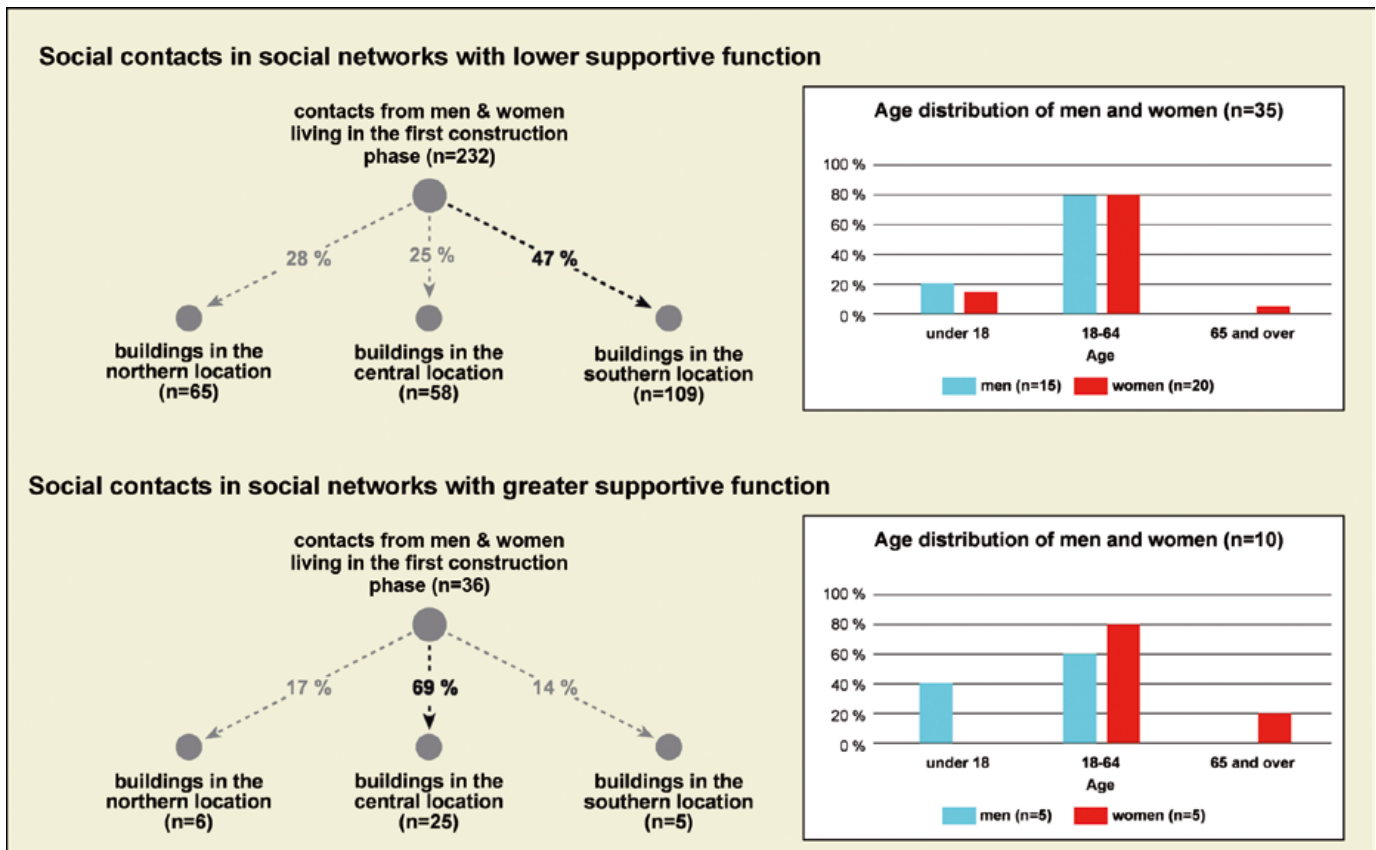 Social contacts in social networks with lower supportive function
contacts from men & women
living in the first construction
phase (n=232)
28 %
25 %
47 %
buildings in the
northern location
(n=65)
buildings in the
central location
(n=58)
buildings in the
southern location
(n=109)
Age distribution of men and women (n=35)
100 %
80 %
60 %
40 %
20 %
0 %
under 18
18-64
65 and over
Age
men (n=15)
women (n=20)
Social contacts in social networks with greater supportive function
contacts from men & women
living in the first construction
phase (n=36)
17 %
69 %
14 %
buildings in the
northern location
(n=6)
buildings in the
central location
(n=25)
buildings in the
southern location
(n=5)
Age distribution of men and women (n=10)
100 %
80 %
60 %
40 %
20 %
0 %
under 18
18-64
65 and over
Age
men (n=5)
women (n=5)